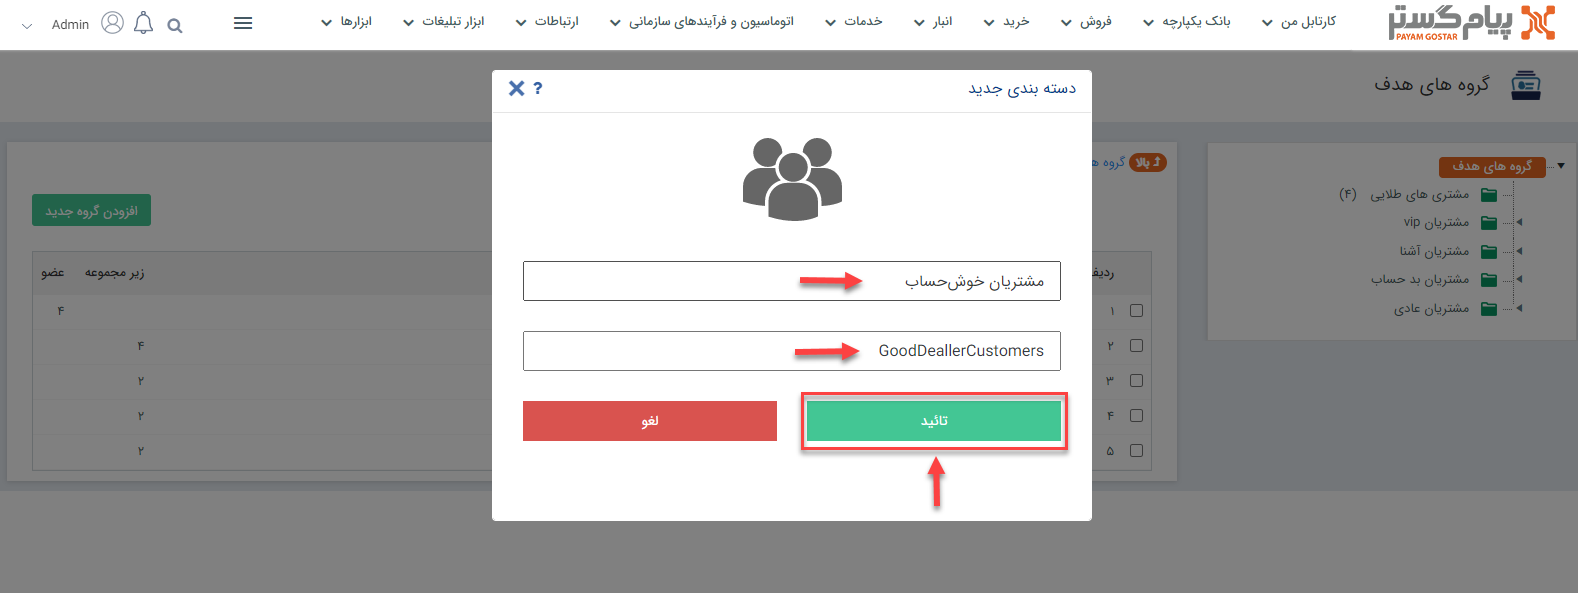 پیام گستر
PAYAM GOSTAR
کارتابل من
بانک یکپارچه
فروش
خرید
انبار
خدمات
اتوماسیون و فرآیندهای سازمانی
ارتباطات
ابزار تبلیغات
ابزارها
Admin
گروه های هدف
دسته بندی جدید
?
مشتریان خوش‌حساب
GoodDeallerCustomers
تائید
لغو
گروه های هدف
مشتری های طلایی (۴)
مشتریان vip
مشتریان آشنا
مشتریان بد حساب
مشتریان عادی
بالا
گروه
افزودن گروه جدید
ردیف
زیر مجموعه
عضو
۱ ۴
۲ ۴
۳ ۲
۴ ۲
۵ ۲